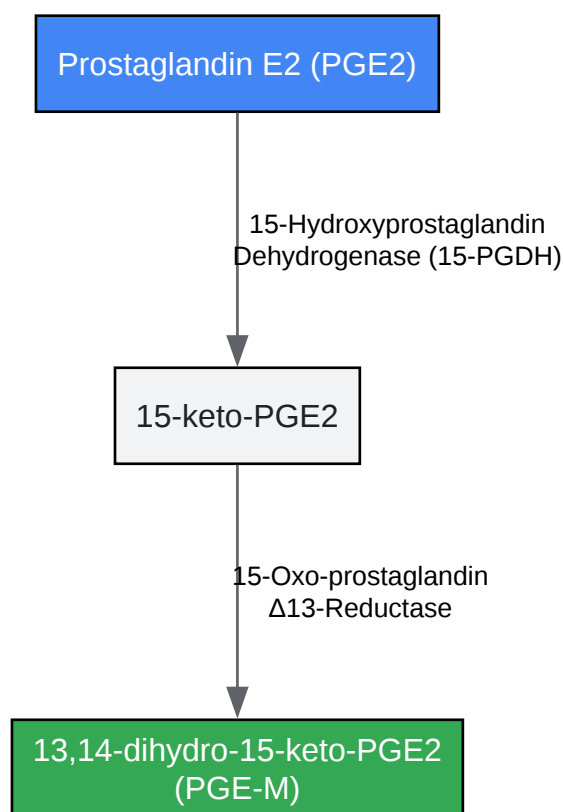 Prostaglandin E2 (PGE2)
15-Hydroxyprostaglandin
Dehydrogenase (15-PGDH)
15-keto-PGE2
15-Oxo-prostaglandin
Δ13-Reductase
13,14-dihydro-15-keto-PGE2
(PGE-M)